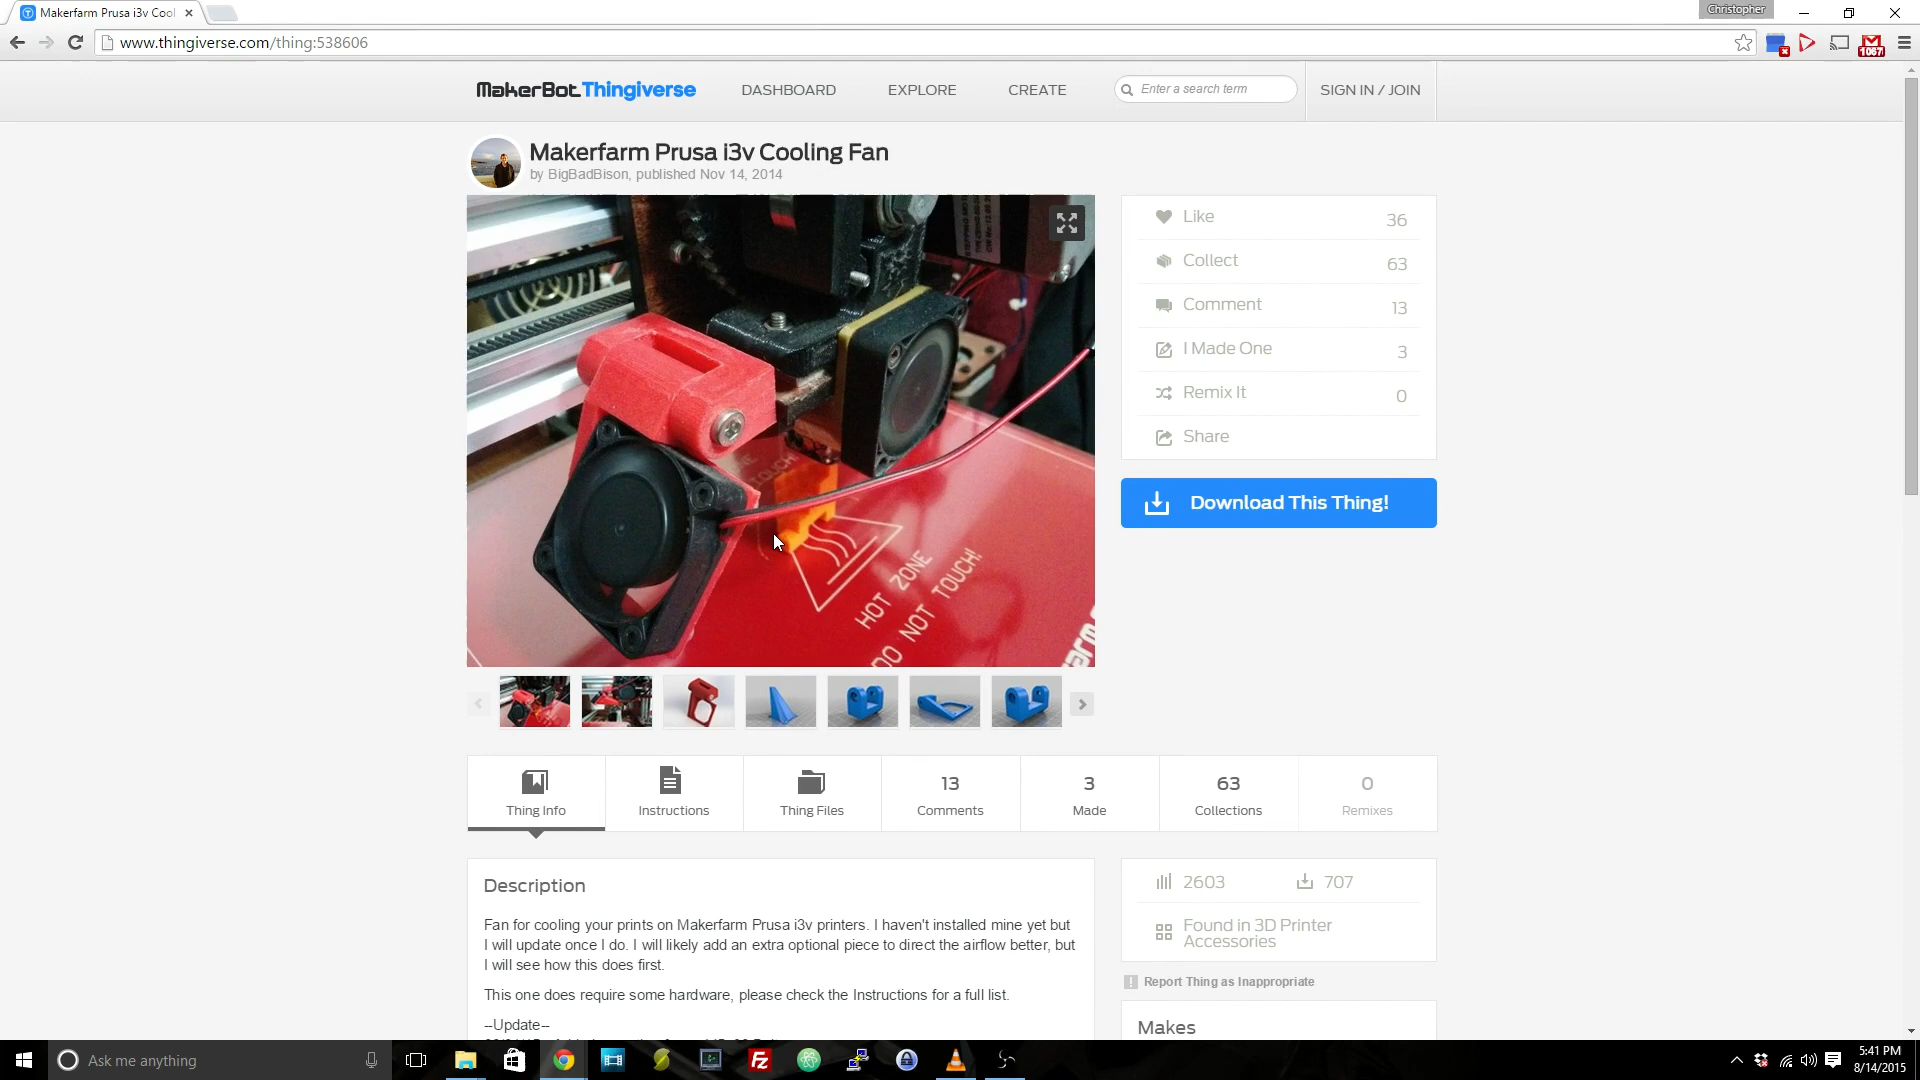 Makerfarm Prusa i3v Cool
Christopher
www.thingiverse.com/thing:538606
1067
MakerBot Thingiverse
DASHBOARD
EXPLORE
CREATE
Enter a search term
SIGN IN / JOIN
Makerfarm Prusa i3v Cooling Fan
by BigBadBison, published Nov 14, 2014
Like 36
Collect 63
Comment 13
I Made One 3
Remix It 0
Share
Download This Thing!
HOT ZONE
DO NOT TOUCH!
Thing Info
Instructions
Thing Files
13 Comments
3 Made
63 Collections
0 Remixes
Description
Fan for cooling your prints on Makerfarm Prusa i3v printers. I haven't installed mine yet but
I will update once I do. I will likely add an extra optional piece to direct the airflow better, but
I will see how this does first.
This one does require some hardware, please check the Instructions for a full list.
--Update--
2603 707
Found in 3D Printer
Accessories
Report Thing as Inappropriate
Makes
Ask me anything
5:41 PM
8/14/2015